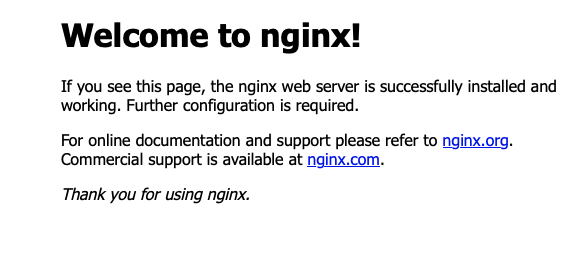 Welcome to nginx!
If you see this page, the nginx web server is successfully installed and
working. Further configuration is required.
For online documentation and support please refer to nginx.org.
Commercial support is available at nginx.com.
Thank you for using nginx.